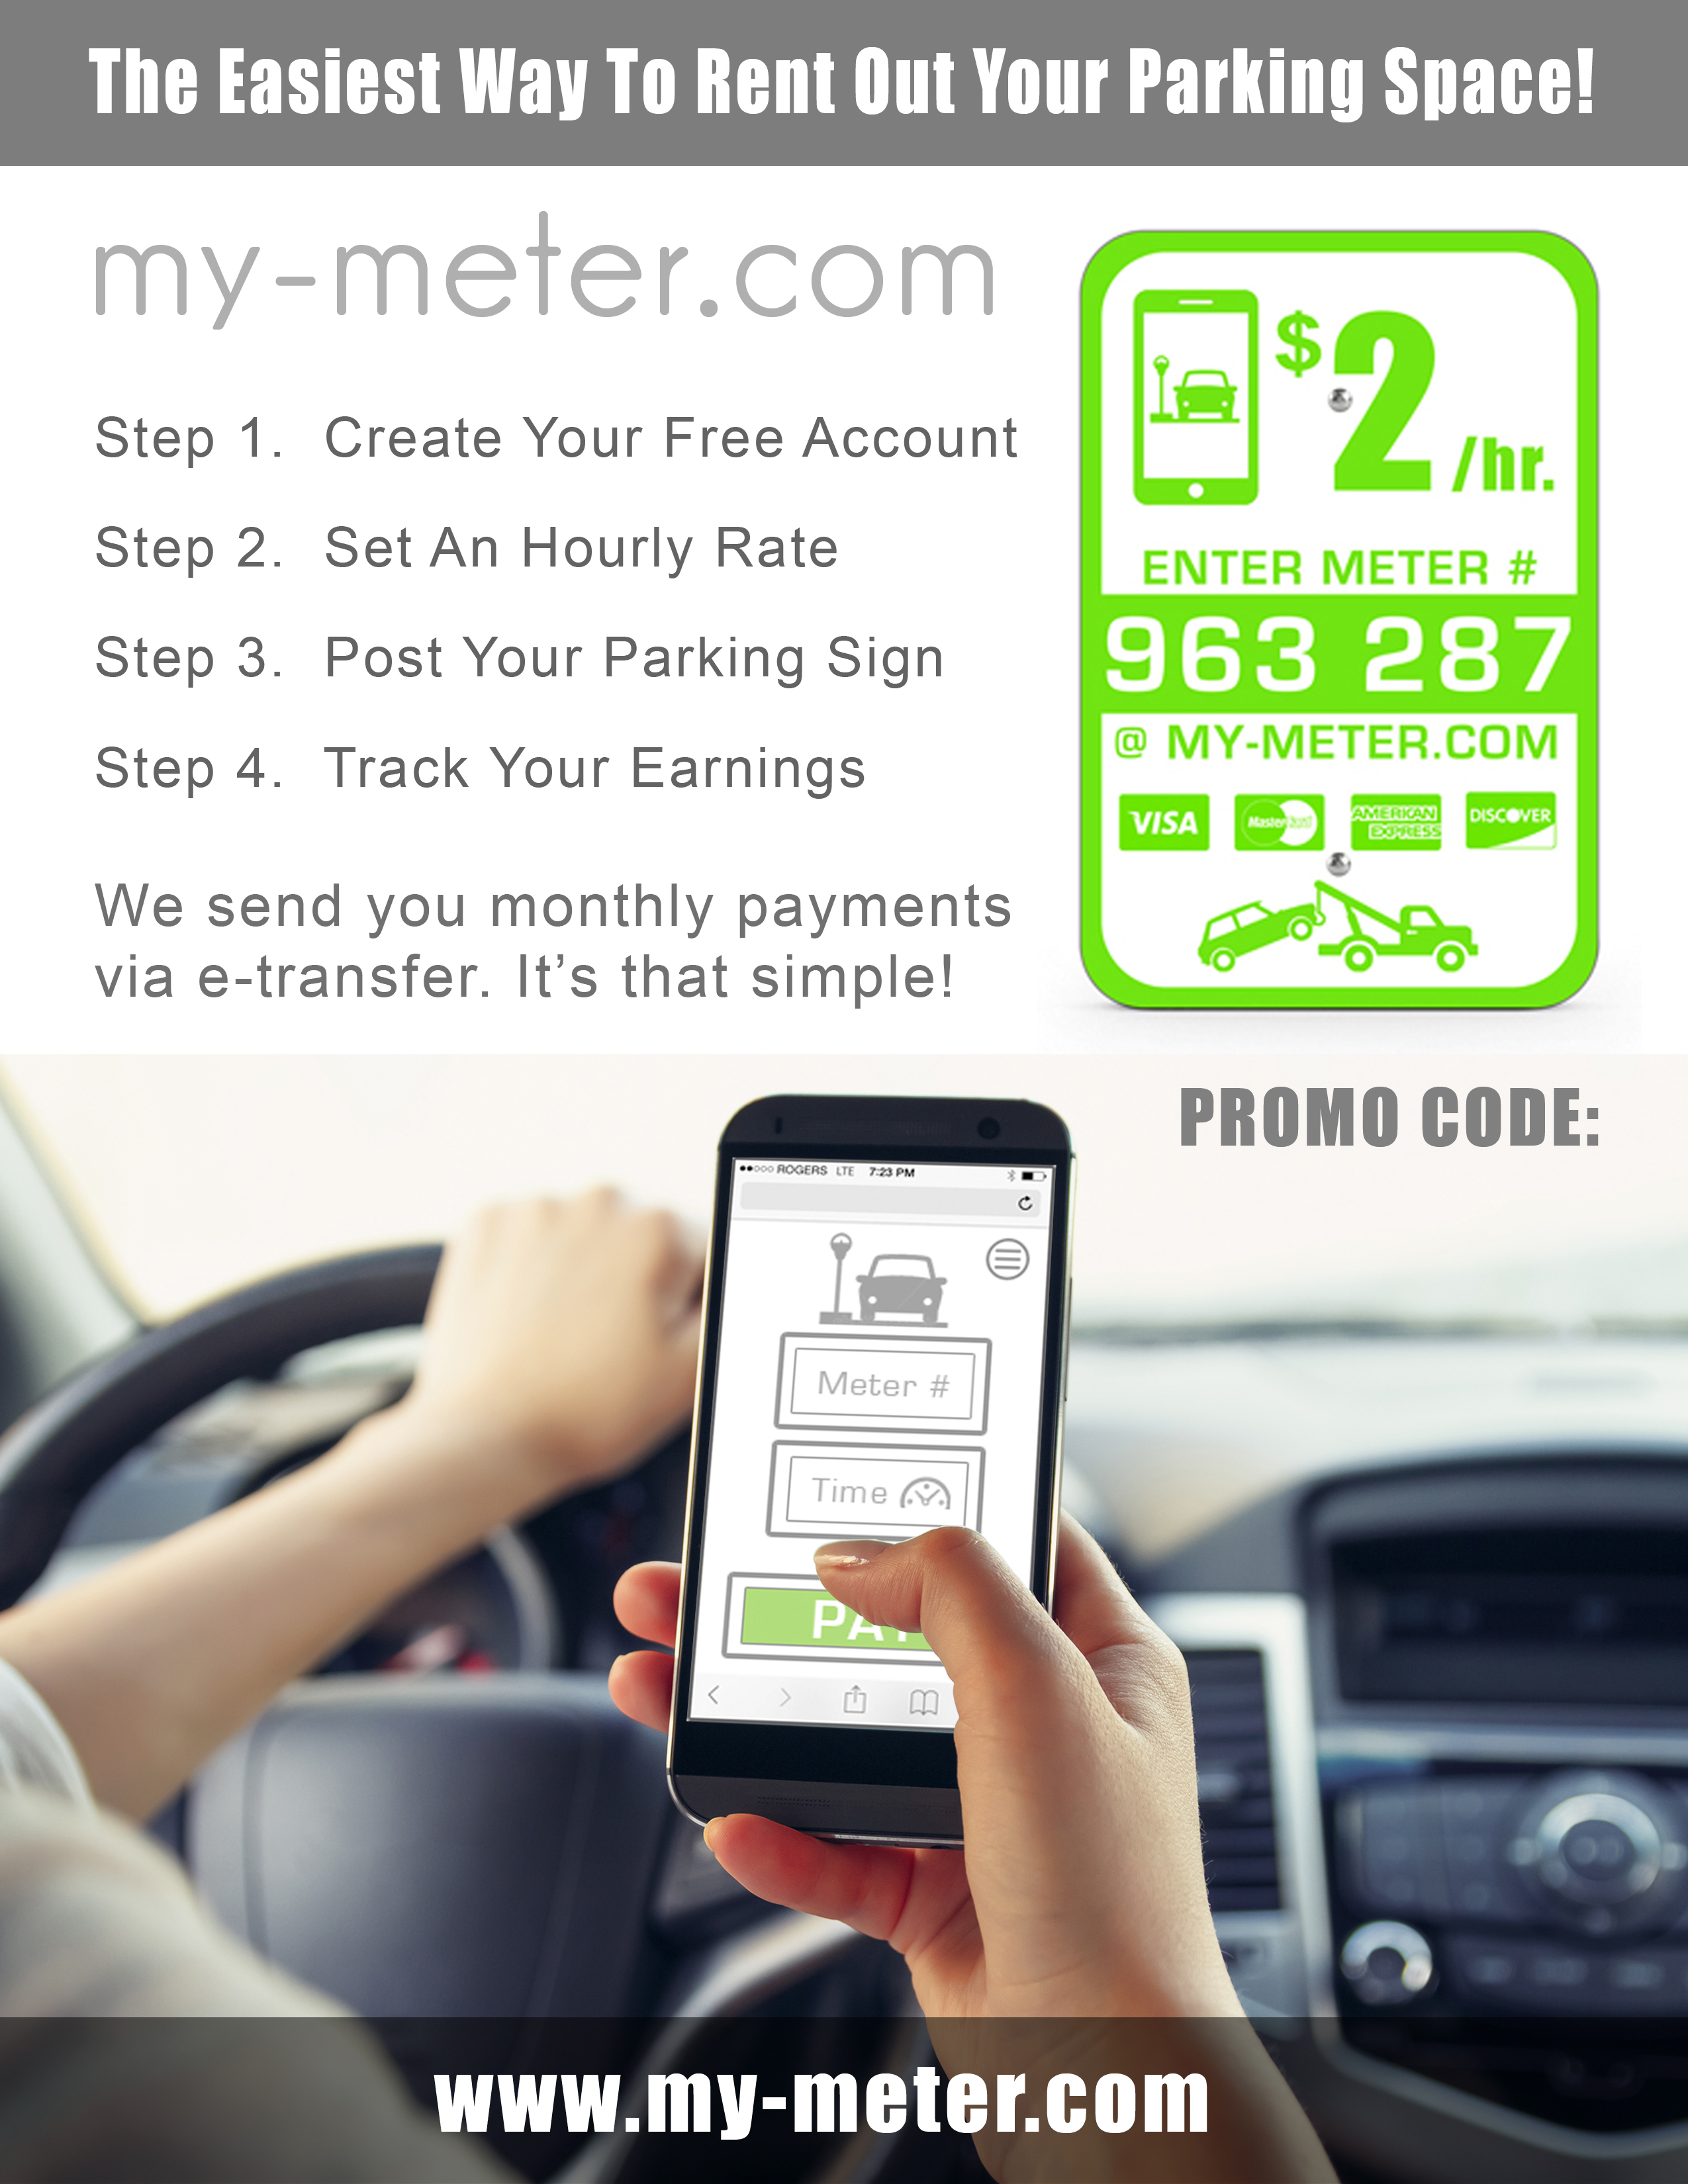 The Easiest Way To Rent Out Your Parking Space!
my-meter.com
Step 1. Create Your Free Account
Step 2. Set An Hourly Rate
Step 3. Post Your Parking Sign
Step 4. Track Your Earnings
We send you monthly payments
via e-transfer. It’s that simple!
$2/hr.
ENTER METER #
963 287
@ MY-METER.COM
VISA MasterCard AMERICAN EXPRESS DISCOVER
PROMO CODE:
ROGERS LTE 7:23 PM
Meter #
Time
PAY
www.my-meter.com